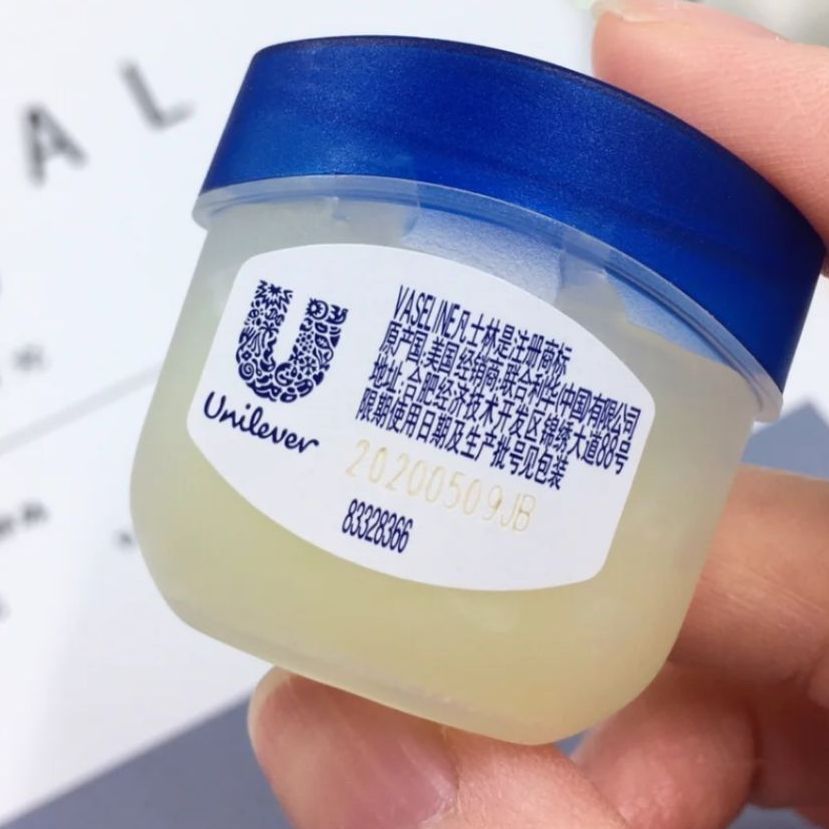 A L
Unilever
VASELINE凡士林是注册商标
原产国:美国 经销商:联合利华(中国)有限公司
地址:合肥经济技术开发区锦绣大道88号
限期使用日期及生产批号见包装
20200509JB
83328366